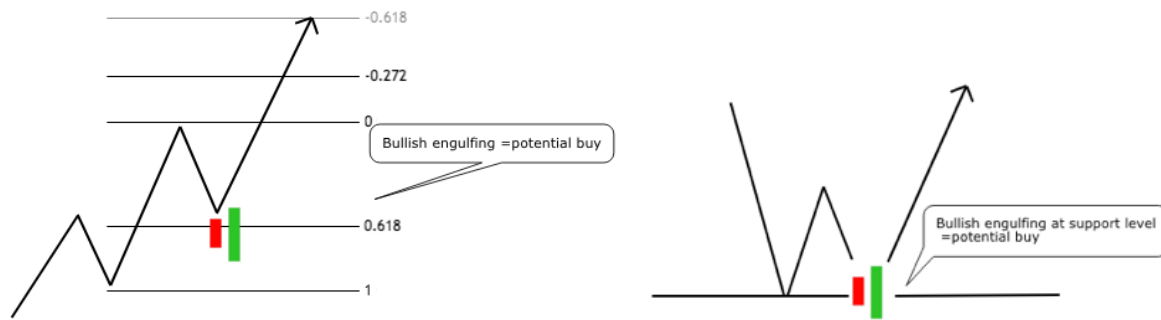 -0.618
-0.272
0
Bullish engulfing =potential buy
0.618
1
Bullish engulfing at support level
=potential buy